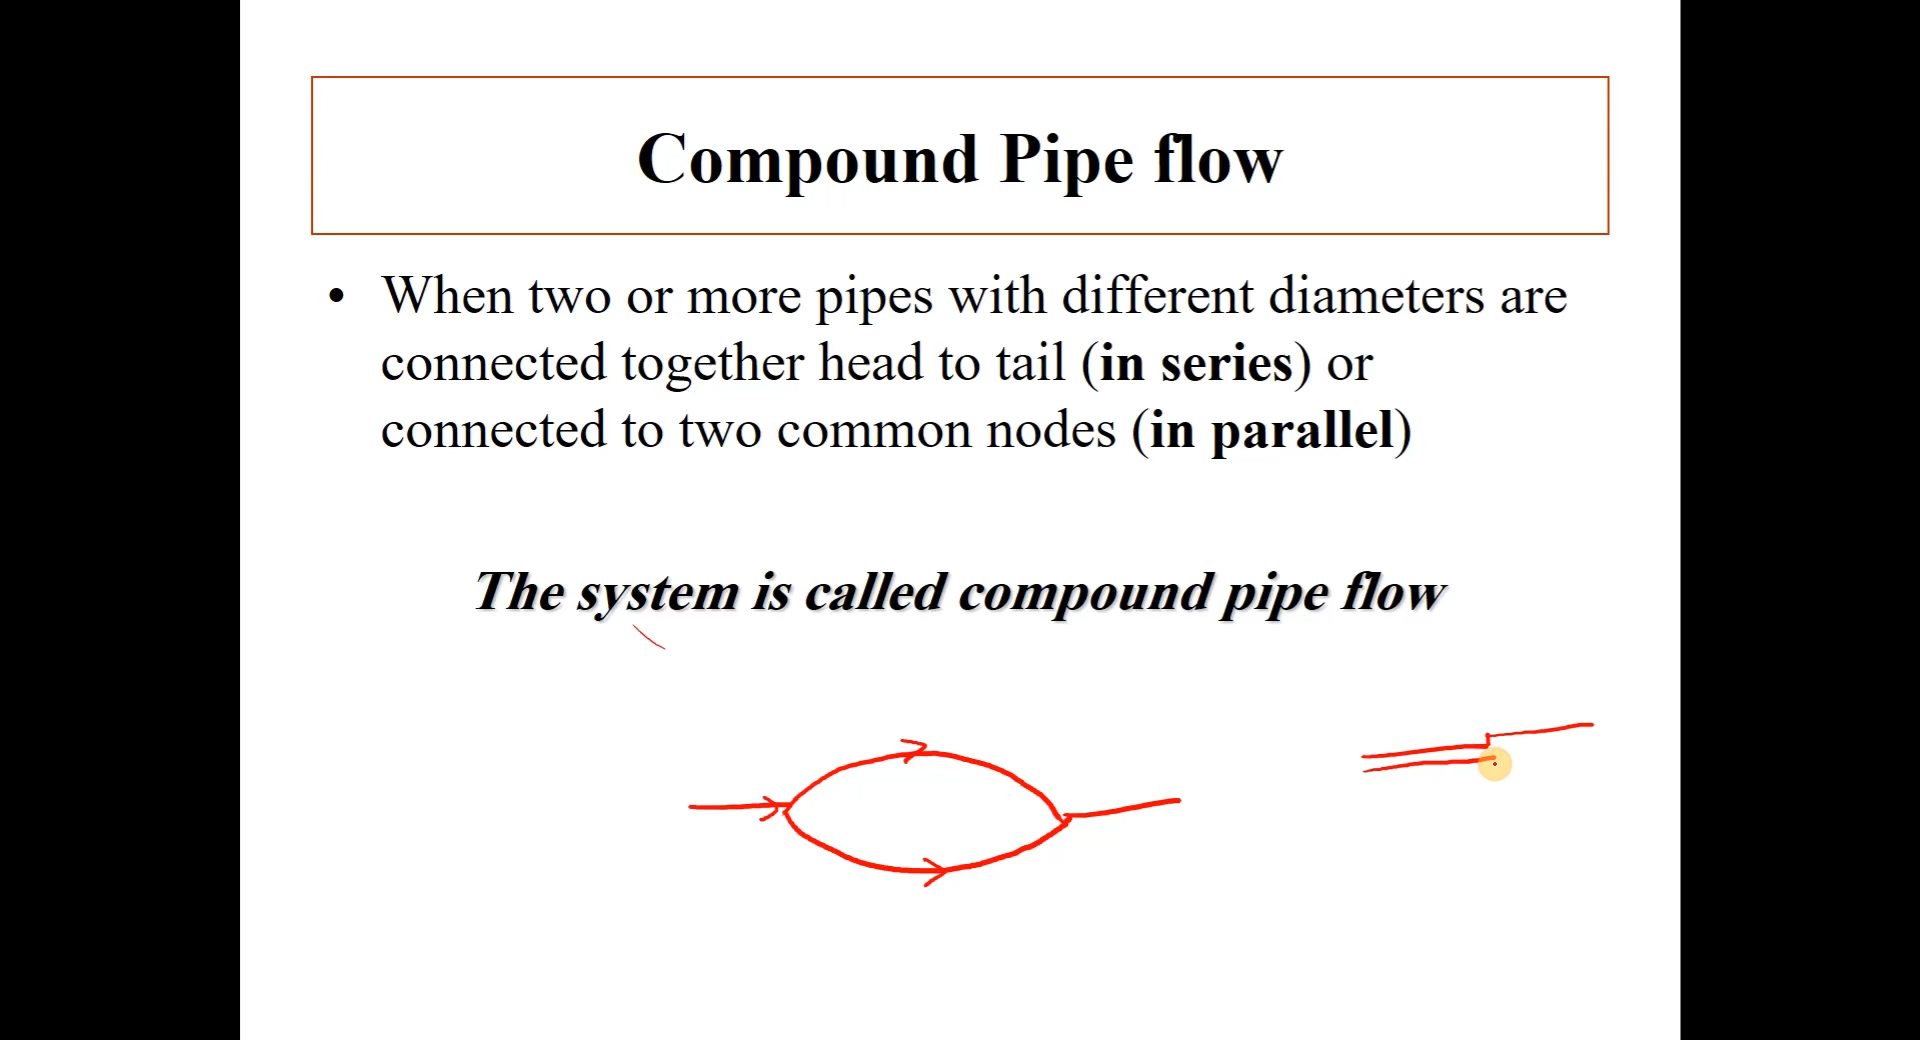 Compound Pipe flow
• When two or more pipes with different diameters are
connected together head to tail (in series) or
connected to two common nodes (in parallel)
The system is called compound pipe flow